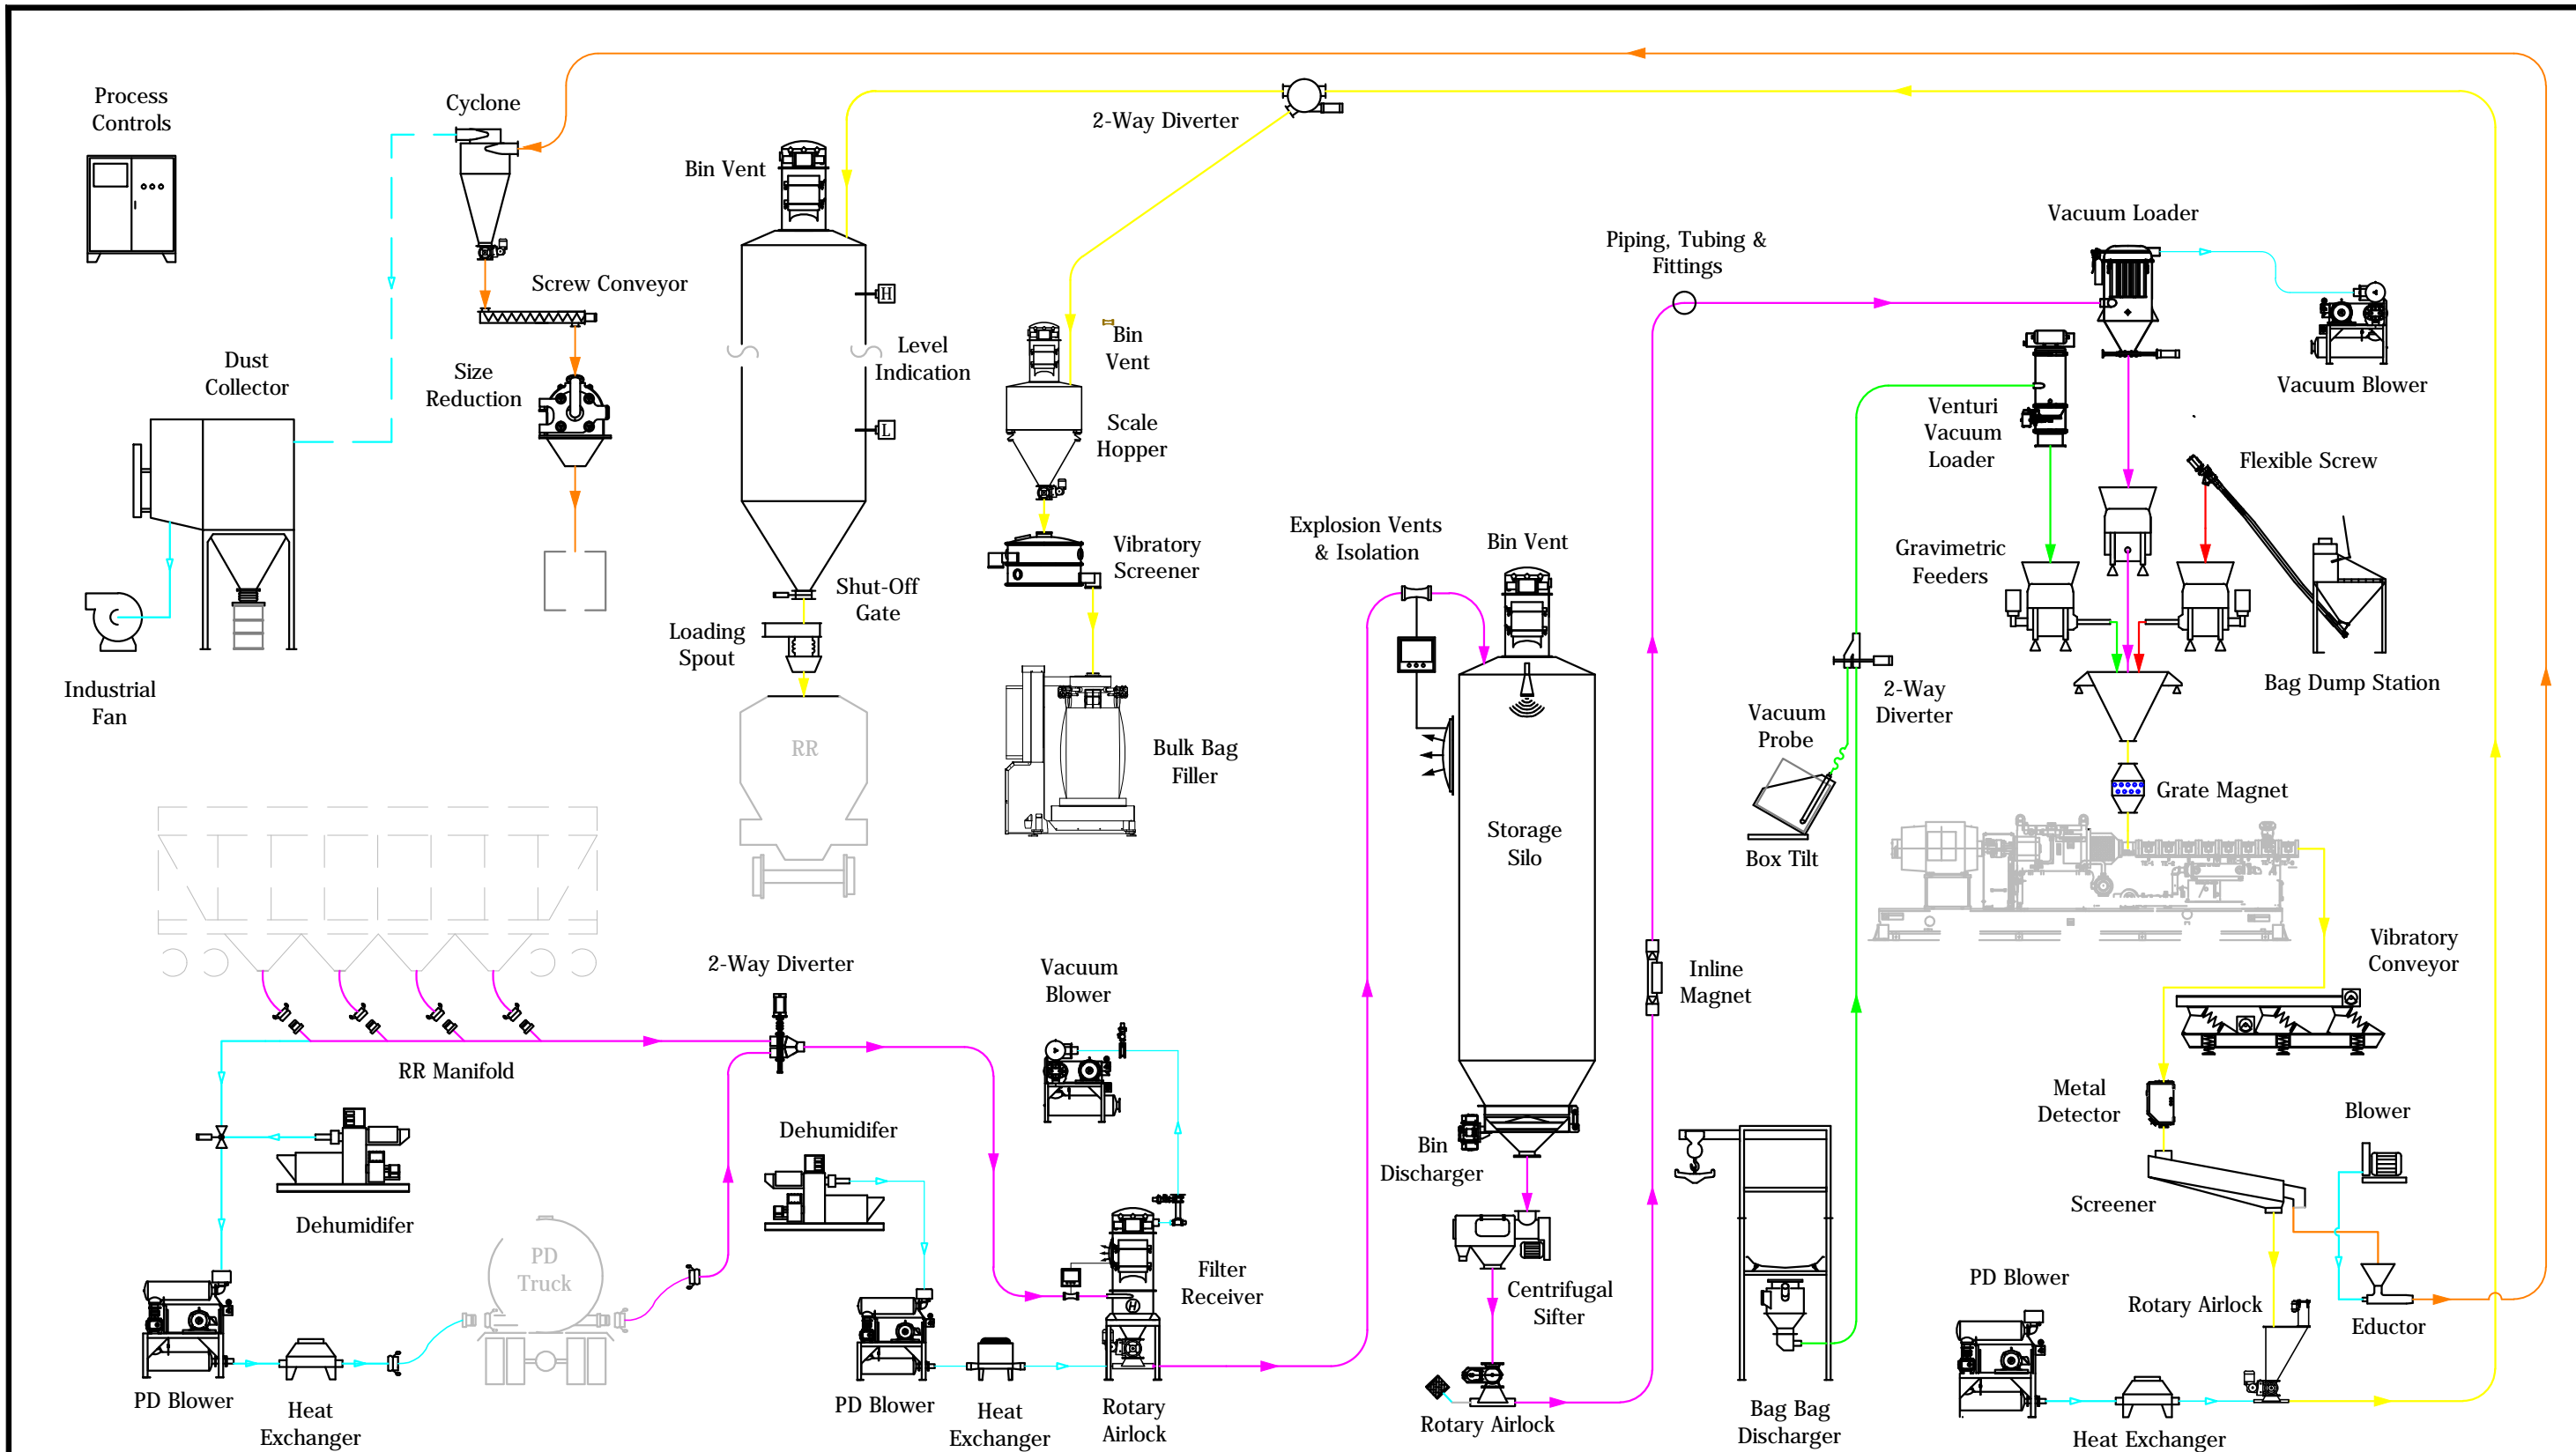 Process
Controls
Cyclone
2-Way Diverter
Bin Vent
Vacuum Loader
Piping, Tubing &
Fittings
Screw Conveyor
H
Bin
Vent
Level
Indication
Dust
Collector
Size
Reduction
Vacuum Blower
Venturi
Vacuum
Loader
L
Scale
Hopper
Flexible Screw
Explosion Vents
& Isolation
Bin Vent
Vibratory
Screener
Gravimetric
Feeders
Shut-Off
Gate
Loading
Spout
Industrial
Fan
Bag Dump Station
2-Way
Diverter
Vacuum
Probe
RR
Bulk Bag
Filler
Grate Magnet
Storage
Silo
Box Tilt
Vibratory
Conveyor
2-Way Diverter
Vacuum
Blower
Inline
Magnet
RR Manifold
Metal
Detector
Blower
Dehumidifer
Bin
Discharger
Dehumidifer
Screener
PD
Truck
Filter
Receiver
Centrifugal
Sifter
PD Blower
Rotary Airlock
Eductor
H
PD Blower
Heat
Exchanger
PD Blower
Heat
Exchanger
Rotary
Airlock
Rotary Airlock
Bag Bag
Discharger
Heat Exchanger